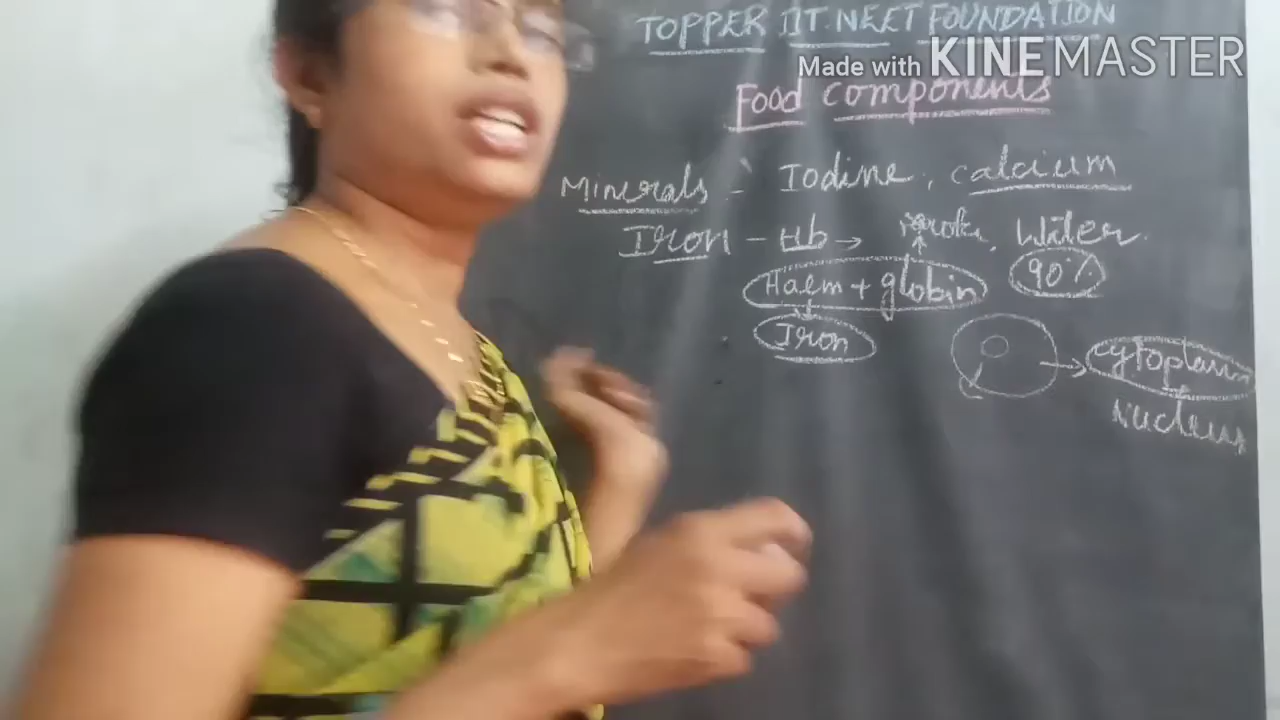 TOPPER IIT. NEET FOUNDATION
Made with KINEMASTER
Food components
Minerals :- Iodine, calcium
Iron - Hb → Water
Haem + globin 90%
Iron
cytoplasm
Nucleus